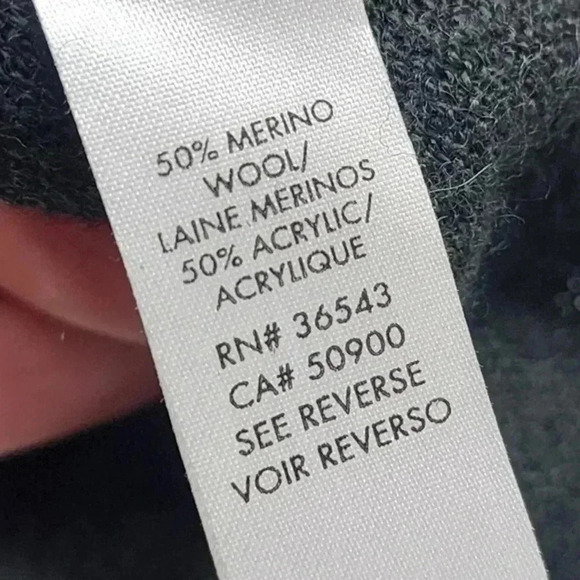 50% MERINO
WOOL/
LAINE MERINOS
50% ACRYLIC/
ACRYLIQUE
RN# 36543
CA# 50900
SEE REVERSE
VOIR REVERSO